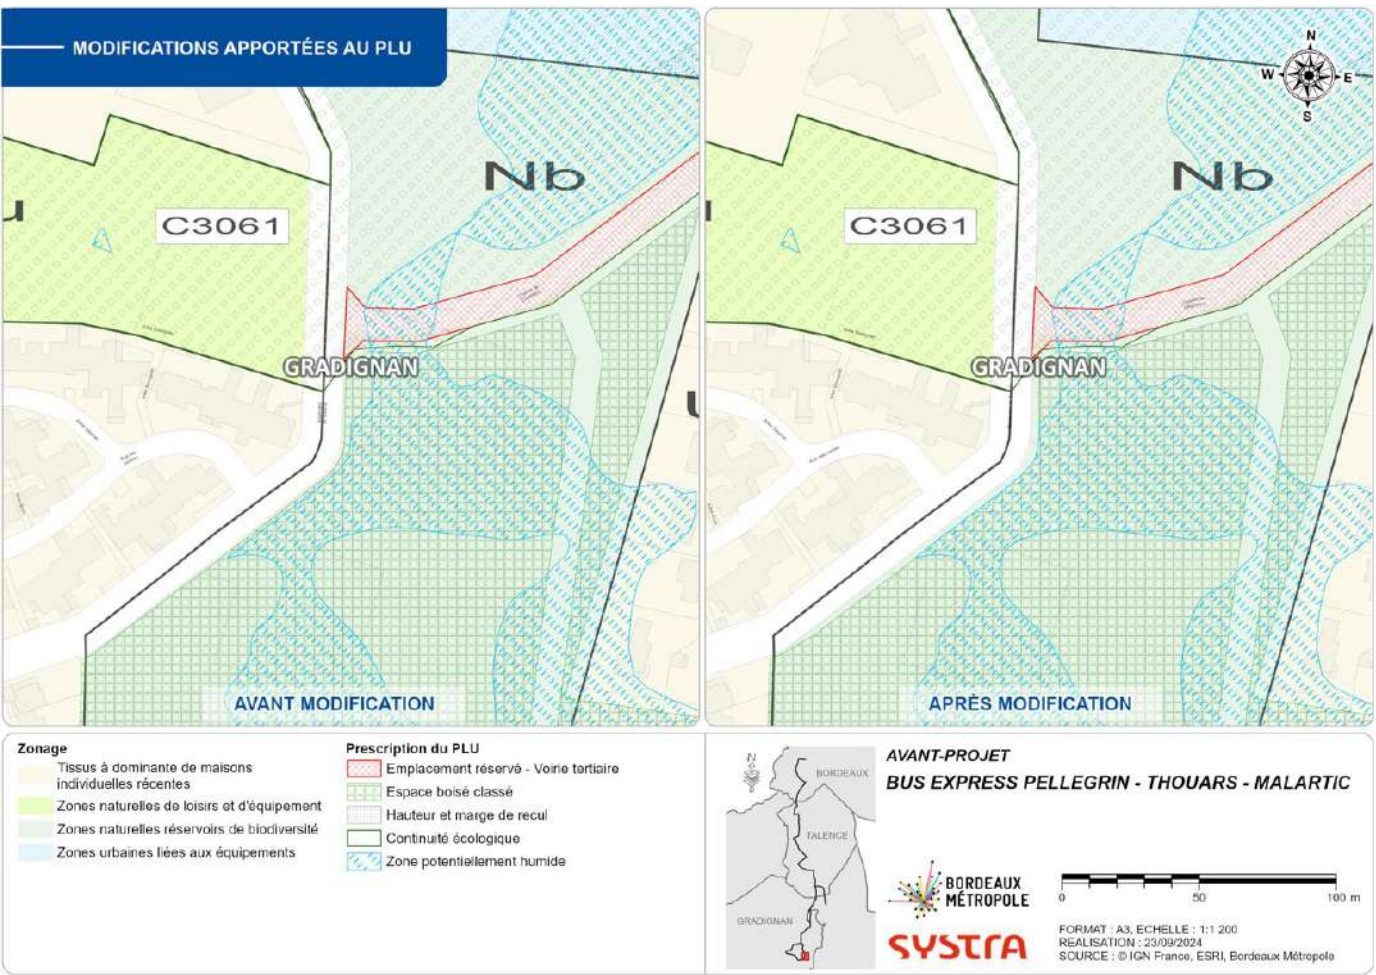 MODIFICATIONS APPORTÉES AU PLU
Nb
C3061
u
GRADIGNAN
u
AVANT MODIFICATION
N
W
E
S
Nb
C3061
GRADIGNAN
u
APRÈS MODIFICATION
Zonage
Tissus à dominante de maisons
individuelles récentes
Zones naturelles de loisirs et d'équipement
Zones naturelles réservoirs de biodiversité
Zones urbaines liées aux équipements
Prescription du PLU
Emplacement réservé - Voirie tertiaire
Espace boisé classé
Hauteur et marge de recul
Continuité écologique
Zone potentiellement humide
N
BORDEAUX
TALENCE
GRADIGNAN
AVANT-PROJET
BUS EXPRESS PELLEGRIN - THOUARS - MALARTIC
BORDEAUX
MÉTROPOLE
SYSTRA
0 50 100 m
FORMAT : A3, ECHELLE : 1:1 200
REALISATION : 23/09/2024
SOURCE : © IGN France, ESRI, Bordeaux Métropole